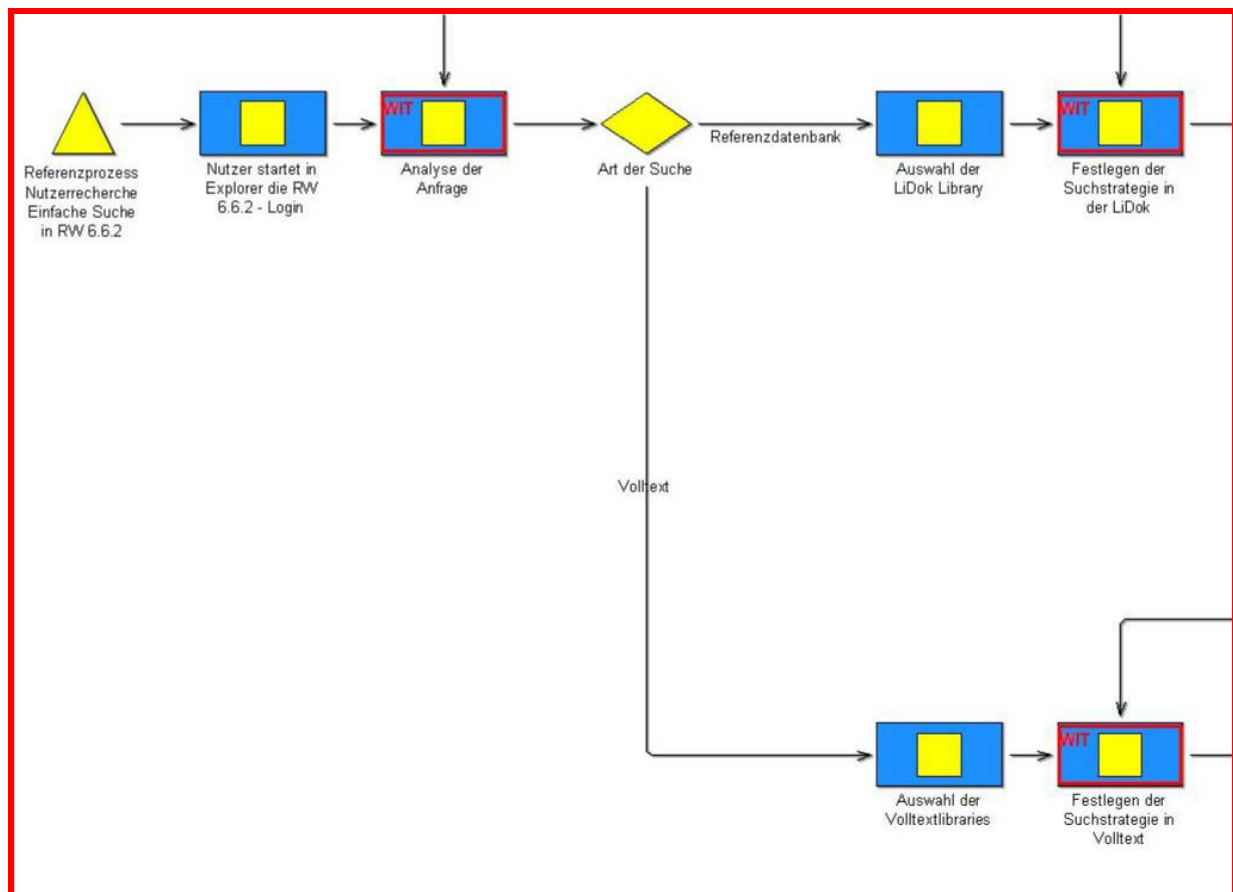 WIT
WIT
Referenzdatenbank
Referenzprozess
Nutzerrecherche
Einfache Suche
in RW 6.6.2
Nutzer startet in
Explorer die RW
6.6.2 - Login
Analyse der
Anfrage
Art der Suche
Auswahl der
LiDok Library
Festlegen der
Suchstrategie in
der LiDok
Volltext
WIT
Auswahl der
Volltextlibraries
Festlegen der
Suchstrategie in
Volltext